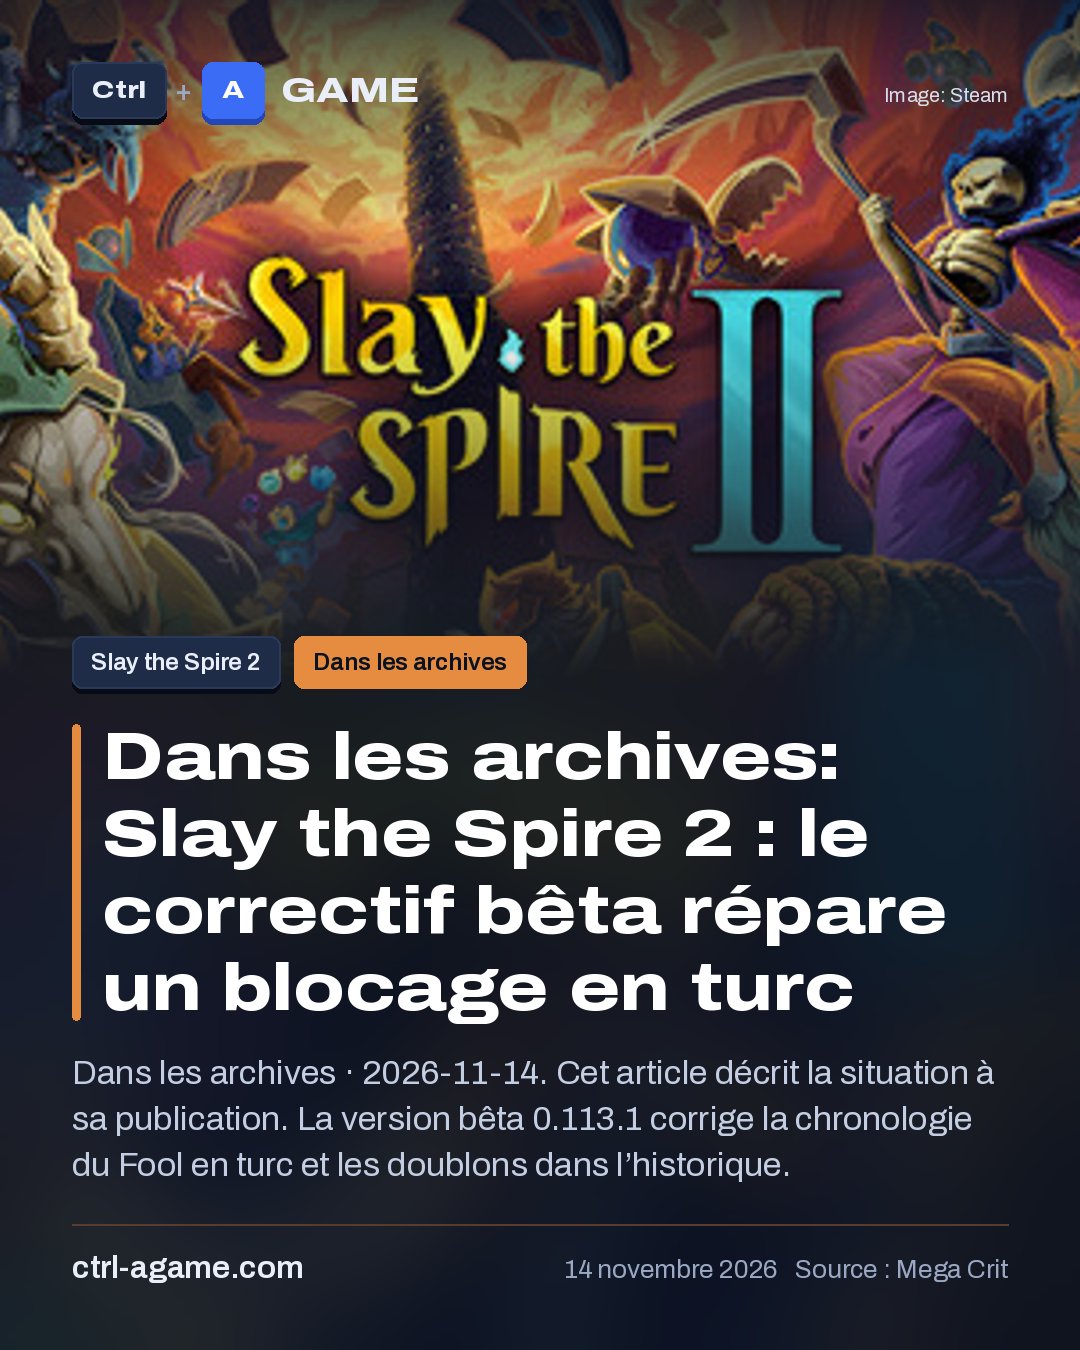 Ctrl + A GAME
Image: Steam
Slay the
SPIRE II
Slay the Spire 2
Dans les archives
Dans les archives:
Slay the Spire 2 : le
correctif bêta répare
un blocage en turc
Dans les archives · 2026-11-14. Cet article décrit la situation à
sa publication. La version bêta 0.113.1 corrige la chronologie
du Fool en turc et les doublons dans l’historique.
ctrl-agame.com
14 novembre 2026 Source : Mega Crit